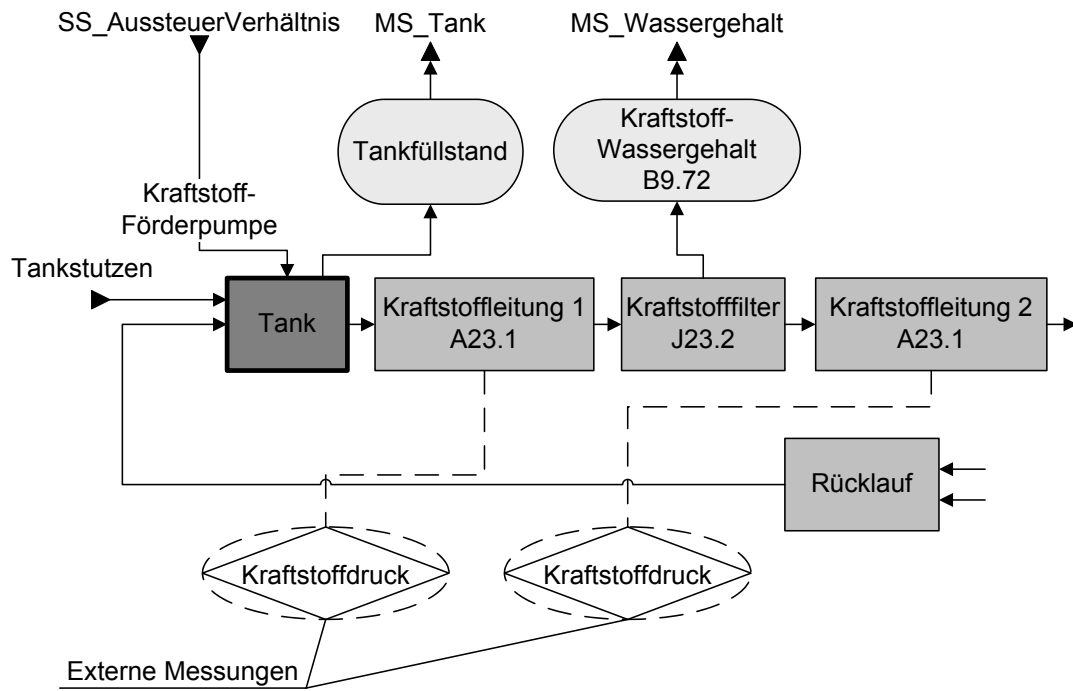 SS_AussteuerVerhältnis
MS_Tank
MS_Wassergehalt
Tankfüllstand
Kraftstoff-
Wassergehalt
B9.72
Kraftstoff-
Förderpumpe
Tankstutzen
Tank
Kraftstoffleitung 1
A23.1
Kraftstofffilter
J23.2
Kraftstoffleitung 2
A23.1
Rücklauf
Kraftstoffdruck
Kraftstoffdruck
Externe Messungen